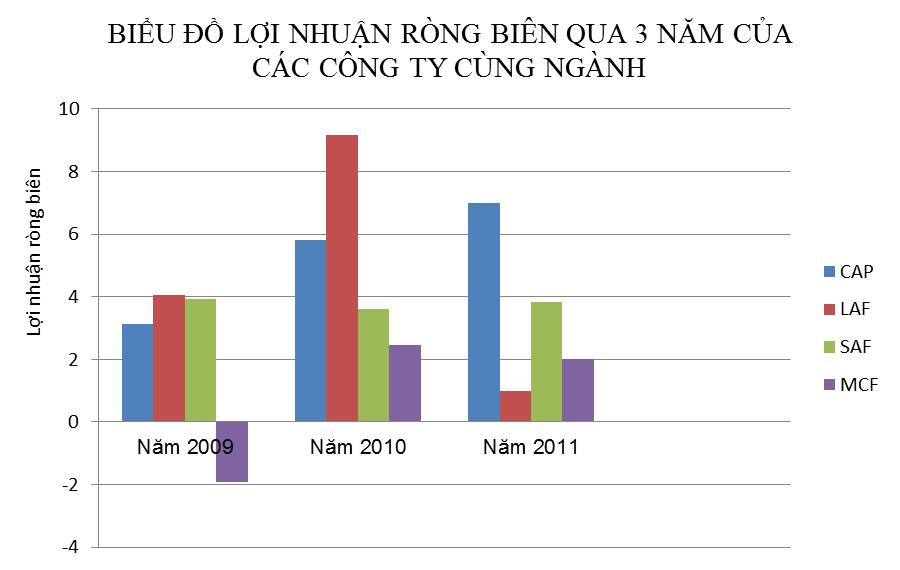 BIỂU ĐỒ LỢI NHUẬN RÒNG BIÊN QUA 3 NĂM CỦA
CÁC CÔNG TY CÙNG NGÀNH
Lợi nhuận ròng biên
10
8
6
4
2
0
-2
-4
Năm 2009
Năm 2010
Năm 2011
CAP
LAF
SAF
MCF